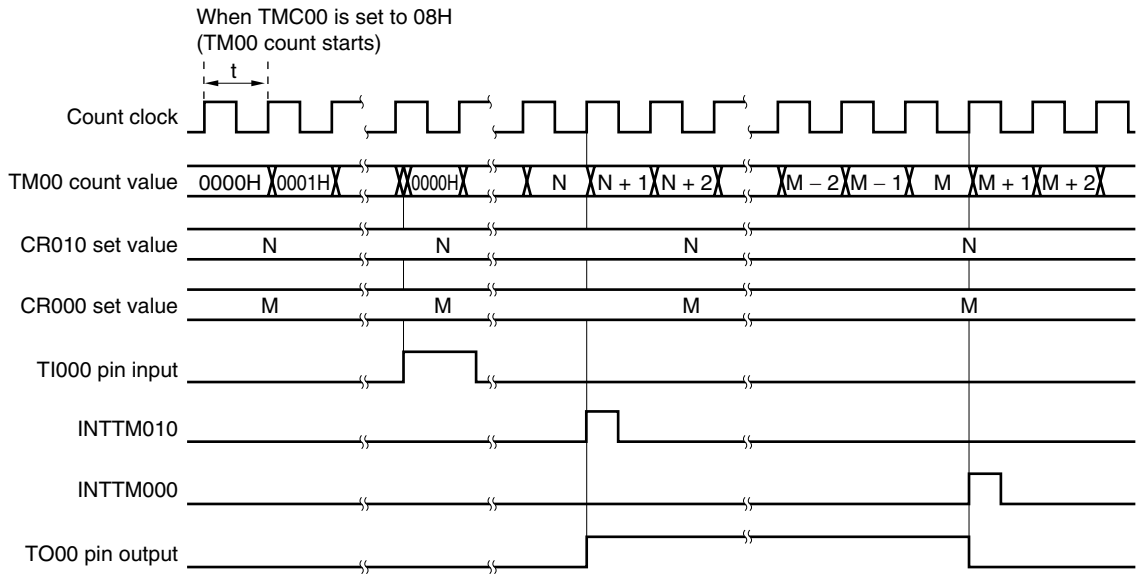 When TMC00 is set to 08H
(TM00 count starts)
t
Count clock
TM00 count value 0000H 0001H 0000H N N + 1 N + 2 M − 2 M − 1 M M + 1 M + 2
CR010 set value N N N N
CR000 set value M M M M
TI000 pin input
INTTM010
INTTM000
TO00 pin output